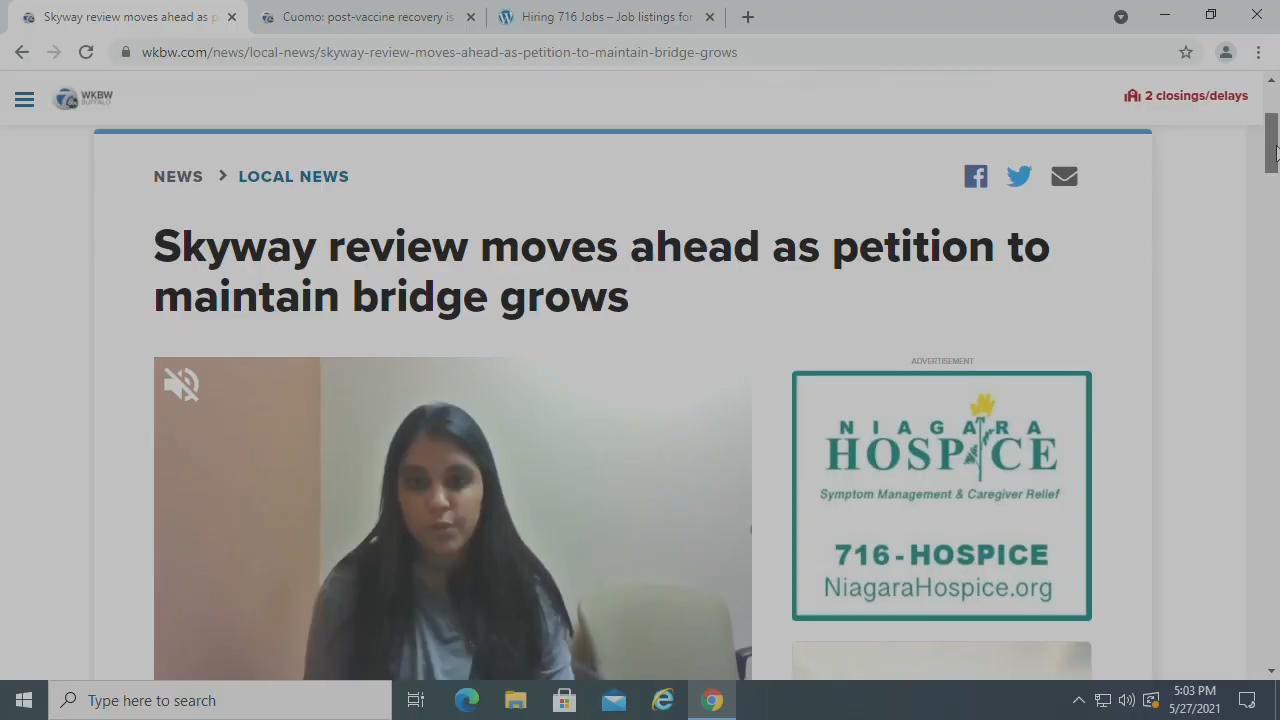 Skyway review moves ahead as p
Cuomo: post-vaccine recovery is
Hiring 716 Jobs – Job listings for
wkbw.com/news/local-news/skyway-review-moves-ahead-as-petition-to-maintain-bridge-grows
7 WKBW
BUFFALO
2 closings/delays
NEWS > LOCAL NEWS
Skyway review moves ahead as petition to
maintain bridge grows
ADVERTISEMENT
NIAGARA
HOSPICE
Symptom Management & Caregiver Relief
716-HOSPICE
NiagaraHospice.org
Type here to search
5:03 PM
5/27/2021